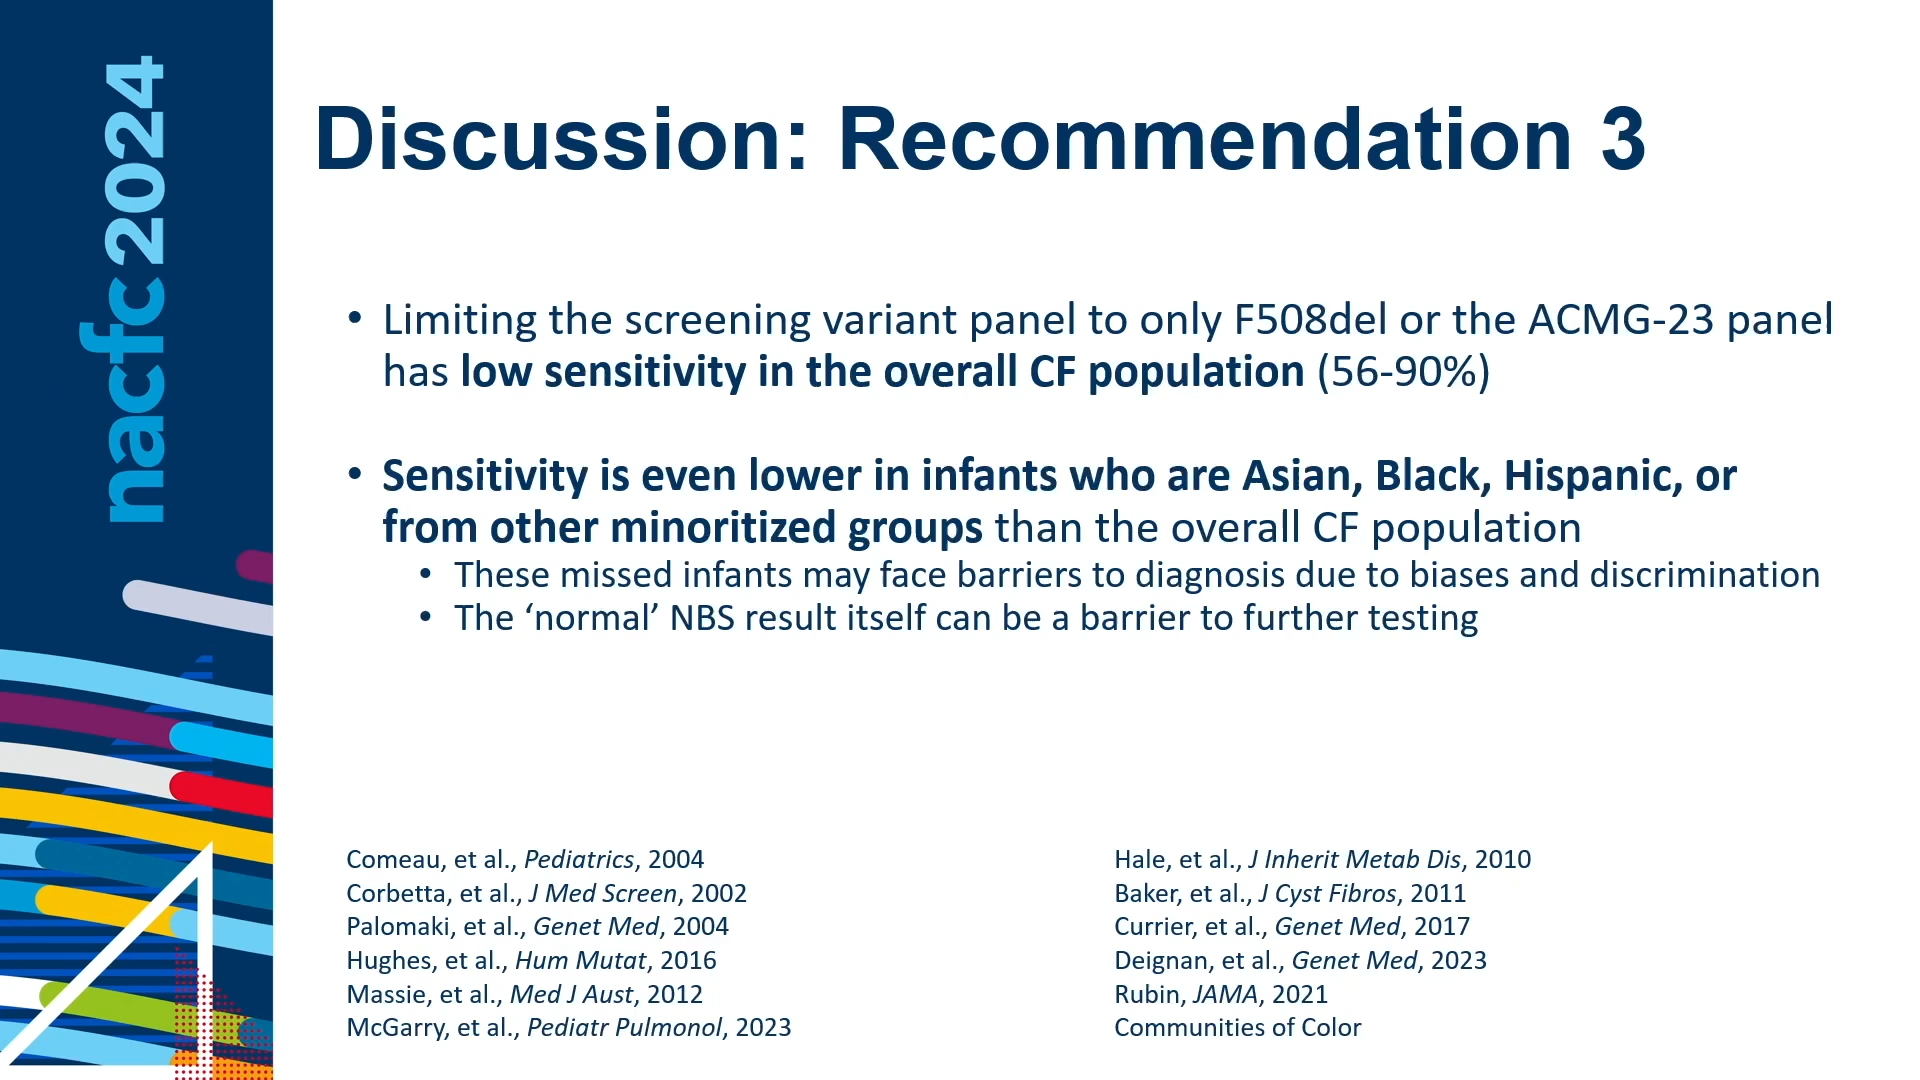 nacfc2024
Discussion: Recommendation 3
• Limiting the screening variant panel to only F508del or the ACMG-23 panel
has low sensitivity in the overall CF population (56-90%)
• Sensitivity is even lower in infants who are Asian, Black, Hispanic, or
from other minoritized groups than the overall CF population
• These missed infants may face barriers to diagnosis due to biases and discrimination
• The ‘normal’ NBS result itself can be a barrier to further testing
Comeau, et al., Pediatrics, 2004
Corbetta, et al., J Med Screen, 2002
Palomaki, et al., Genet Med, 2004
Hughes, et al., Hum Mutat, 2016
Massie, et al., Med J Aust, 2012
McGarry, et al., Pediatr Pulmonol, 2023
Hale, et al., J Inherit Metab Dis, 2010
Baker, et al., J Cyst Fibros, 2011
Currier, et al., Genet Med, 2017
Deignan, et al., Genet Med, 2023
Rubin, JAMA, 2021
Communities of Color